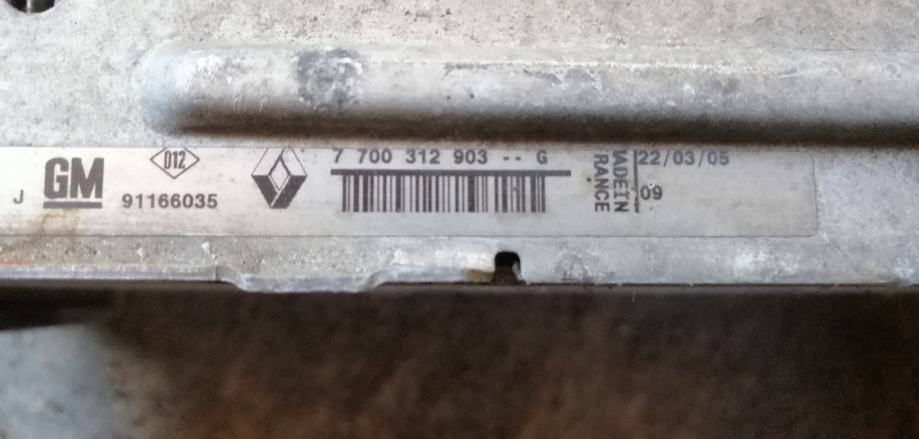 J GM
012
91166035
7 700 312 903 -- G
MADE IN
FRANCE
22/03/05
09